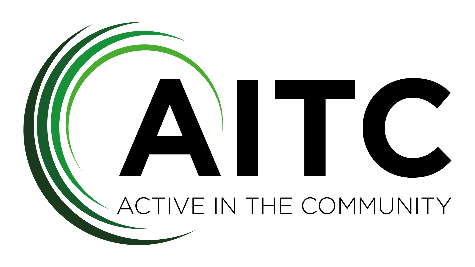 AITC
ACTIVE IN THE COMMUNITY